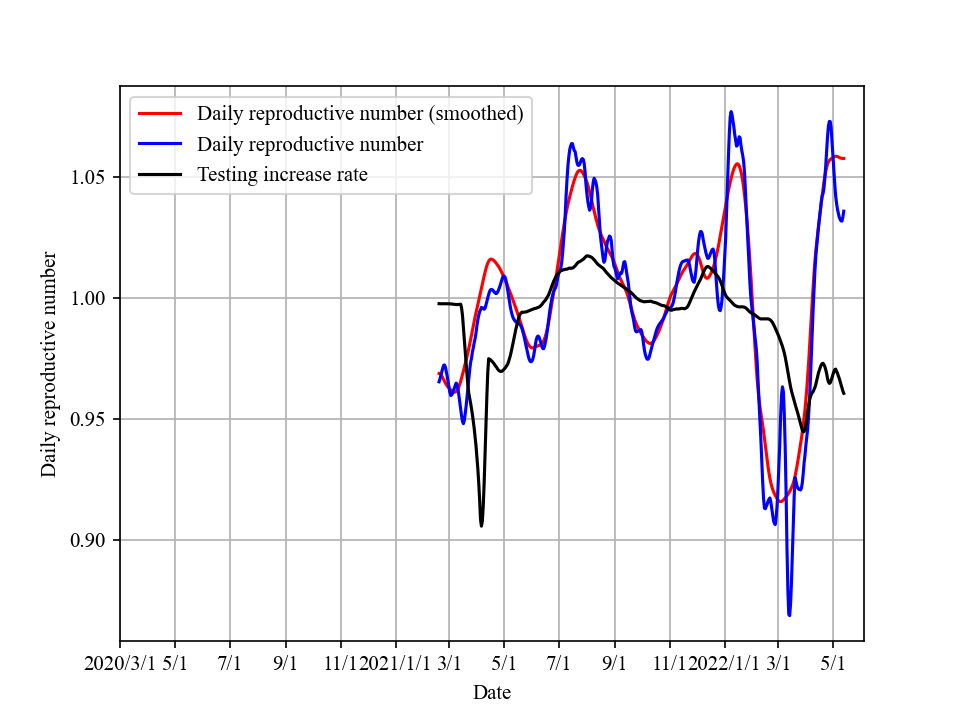 Daily reproductive number (smoothed)
Daily reproductive number
Testing increase rate
Daily reproductive number
1.05
1.00
0.95
0.90
2020/3/1 5/1 7/1 9/1 11/1 2021/1/1 3/1 5/1 7/1 9/1 11/1 2022/1/1 3/1 5/1
Date